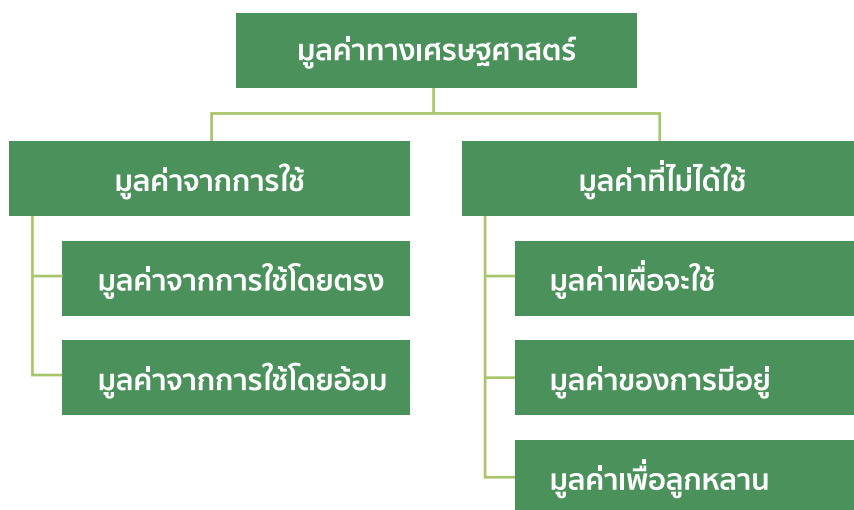 มูลค่าทางเศรษฐศาสตร์
มูลค่าจากการใช้
มูลค่าจากการใช้โดยตรง
มูลค่าจากการใช้โดยอ้อม
มูลค่าที่ไม่ได้ใช้
มูลค่าเผื่อจะใช้
มูลค่าของการมีอยู่
มูลค่าเพื่อลูกหลาน